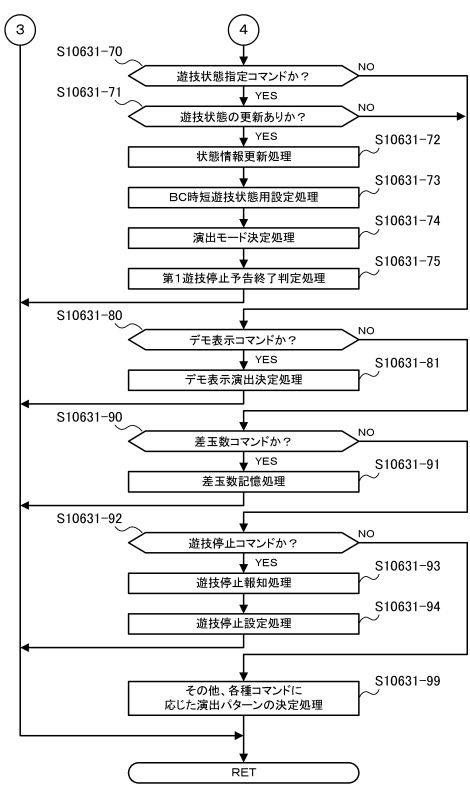 3
4
S10631-70
遊技状態指定コマンドか？
NO
YES
S10631-71
遊技状態の更新ありか？
NO
YES
S10631-72
状態情報更新処理
S10631-73
BC時短遊技状態用設定処理
S10631-74
演出モード決定処理
S10631-75
第1遊技停止予告終了判定処理
S10631-80
デモ表示コマンドか？
NO
YES
S10631-81
デモ表示演出決定処理
S10631-90
差玉数コマンドか？
NO
YES
S10631-91
差玉数記憶処理
S10631-92
遊技停止コマンドか？
NO
YES
S10631-93
遊技停止報知処理
S10631-94
遊技停止設定処理
S10631-99
その他、各種コマンドに
応じた演出パターンの決定処理
RET